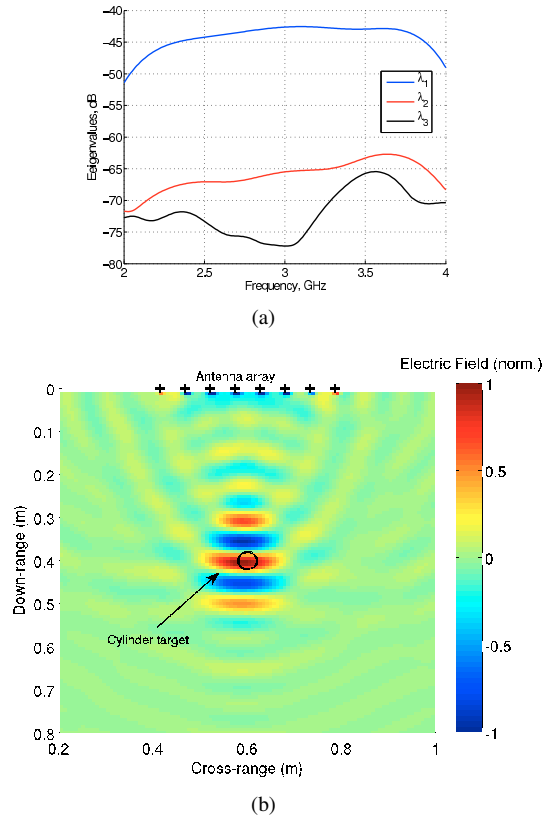 −40
−45
−50
−55
−60
−65
−70
−75
−80
Eeigenvalues, dB
λ1
λ2
λ3
2 2.5 3 3.5 4
Frequency, GHz
(a)
Electric Field (norm.)
Antenna array
0
0.1
0.2
0.3
0.4
0.5
0.6
0.7
0.8
Down-range (m)
Cylinder target
0.2 0.4 0.6 0.8 1
Cross-range (m)
1
0.5
0
-0.5
-1
(b)